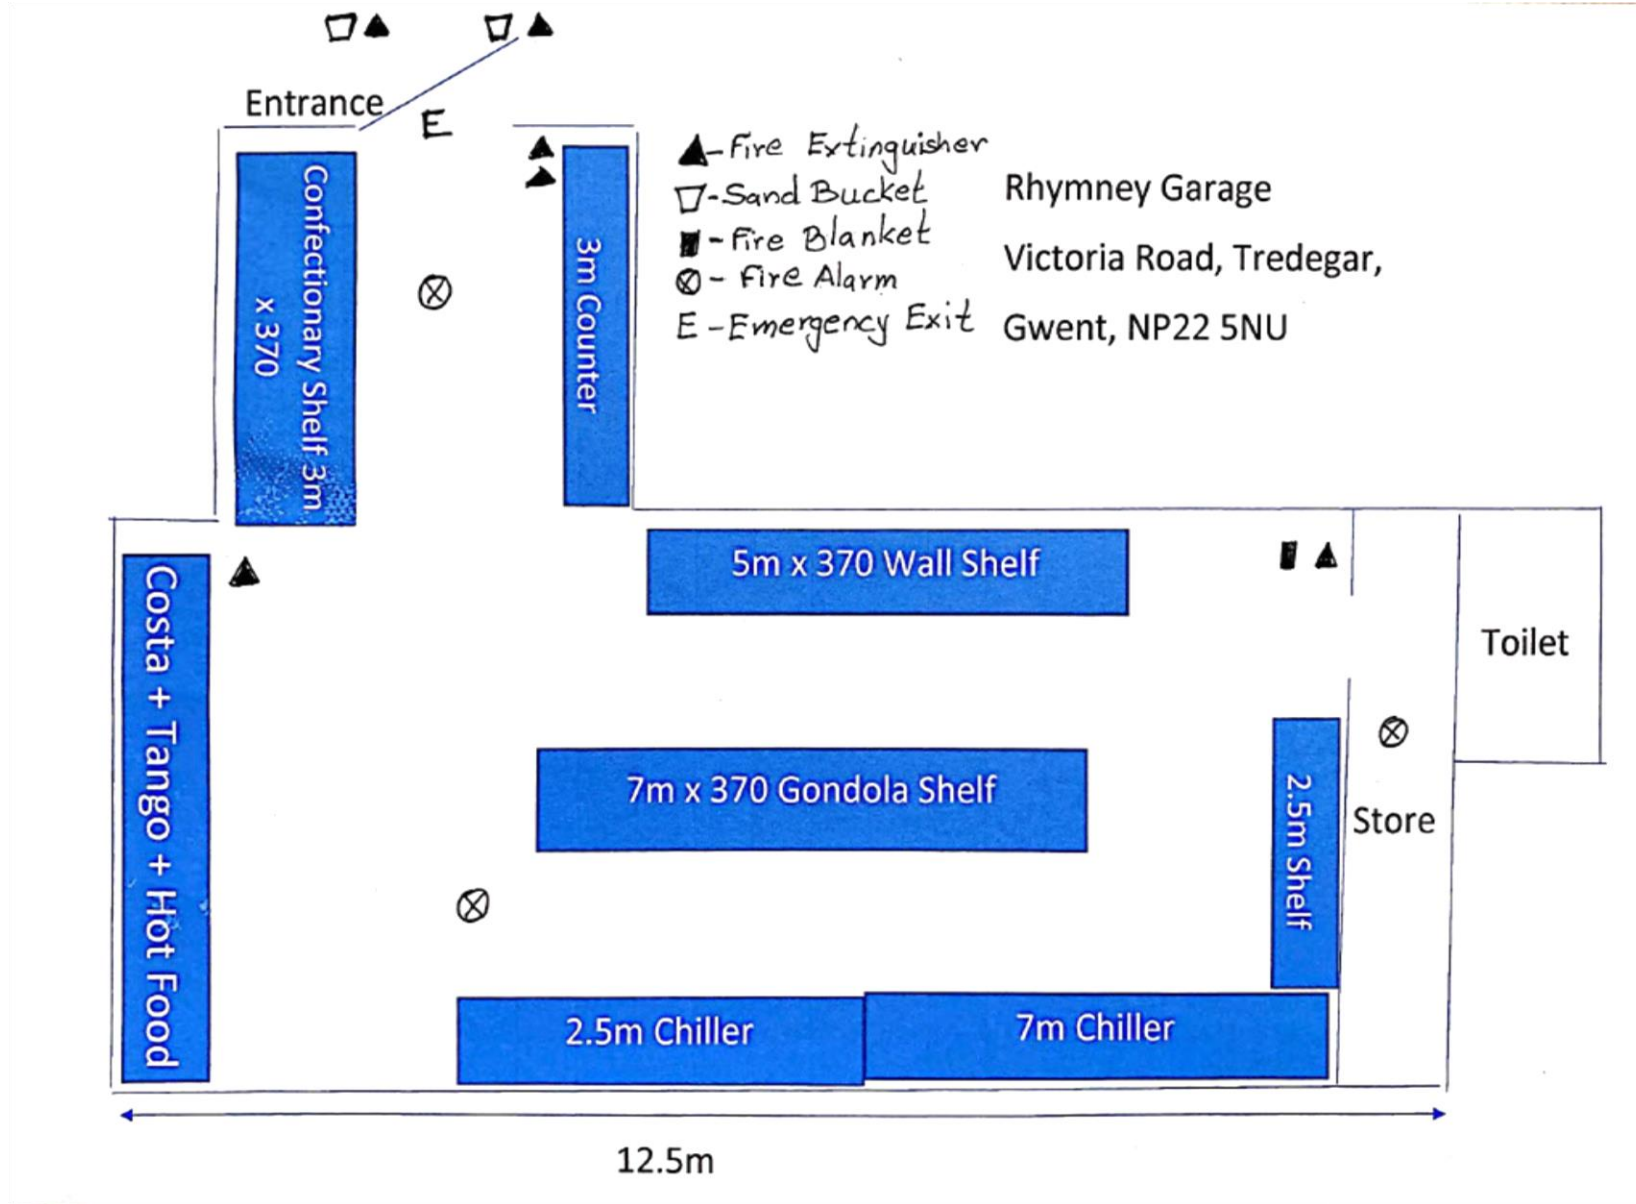 Entrance
E
Confectionary Shelf 3m
x 370
3m Counter
- Fire Extinguisher
- Sand Bucket
- Fire Blanket
- Fire Alarm
E - Emergency Exit
Rhymney Garage
Victoria Road, Tredegar,
Gwent, NP22 5NU
Costa + Tango + Hot Food
5m x 370 Wall Shelf
Toilet
7m x 370 Gondola Shelf
2.5m Shelf
Store
2.5m Chiller
7m Chiller
12.5m